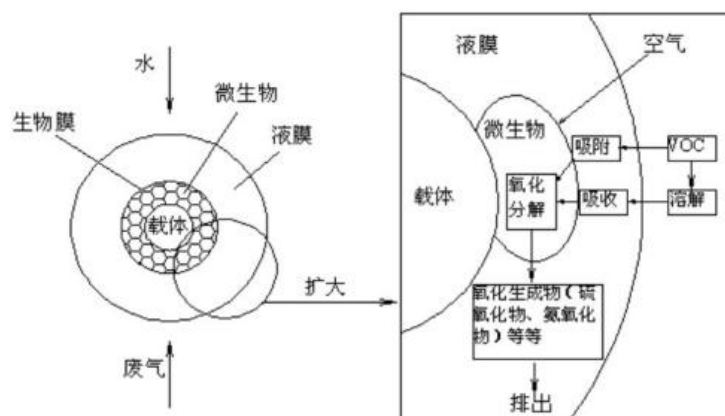 水
微生物
生物膜
液膜
载体
扩大
废气
液膜
空气
微生物
吸附
VOC
载体
氧化
分解
吸收
溶解
氧化生成物(硫
氧化物、氨氧化
物)等等
排出